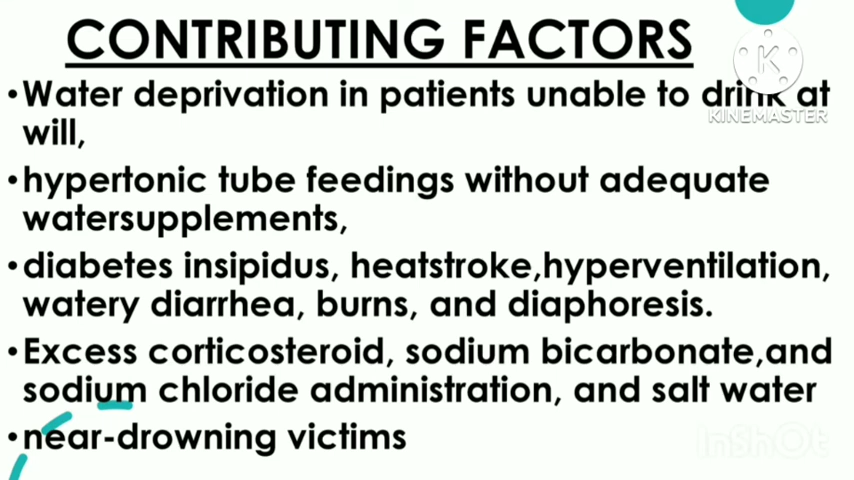 CONTRIBUTING FACTORS
•Water deprivation in patients unable to drink at
will,
•hypertonic tube feedings without adequate
watersupplements,
•diabetes insipidus, heatstroke,hyperventilation,
watery diarrhea, burns, and diaphoresis.
•Excess corticosteroid, sodium bicarbonate,and
sodium chloride administration, and salt water
•near-drowning victims
K
KINEMASTER
InShOt